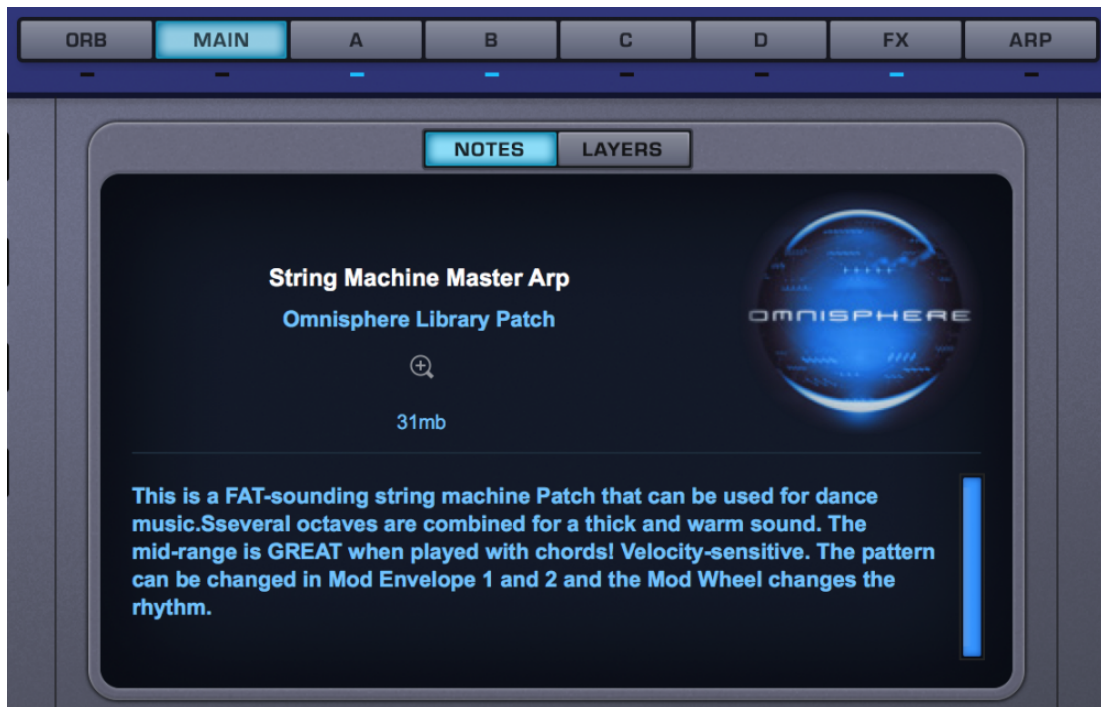 ORB MAIN A B C D FX ARP
NOTES LAYERS
String Machine Master Arp
Omnisphere Library Patch
OMNISPHERE
31mb
This is a FAT-sounding string machine Patch that can be used for dance
music.Sseveral octaves are combined for a thick and warm sound. The
mid-range is GREAT when played with chords! Velocity-sensitive. The pattern
can be changed in Mod Envelope 1 and 2 and the Mod Wheel changes the
rhythm.